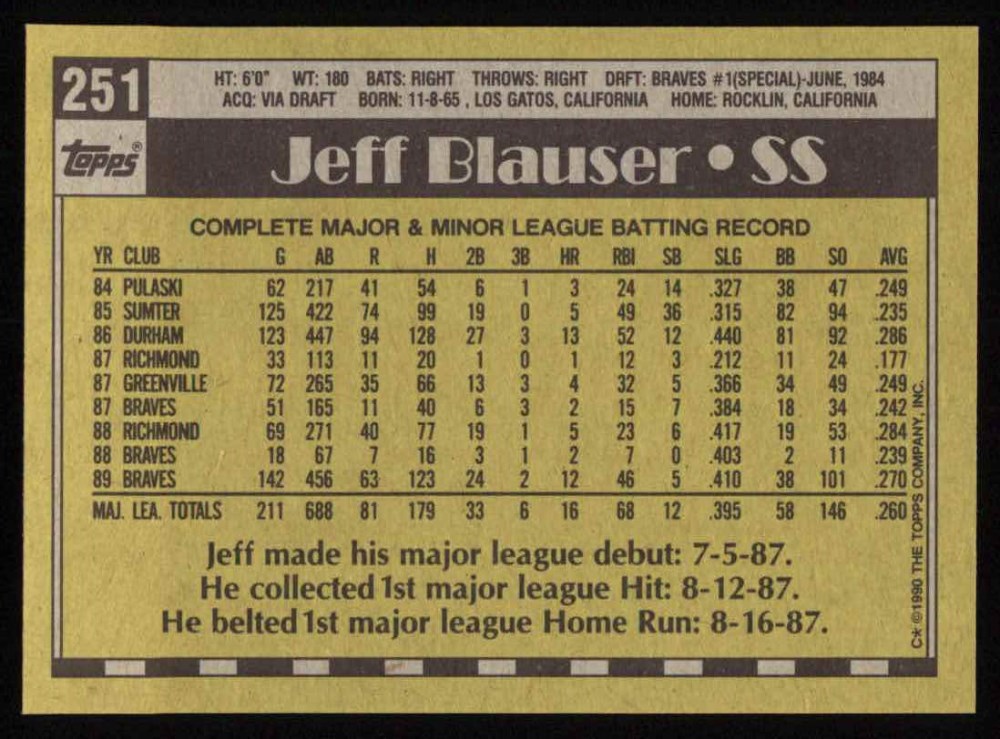 251
HT: 6'0" WT: 180 BATS: RIGHT THROWS: RIGHT DRFT: BRAVES #1(SPECIAL)-JUNE, 1984
ACQ: VIA DRAFT BORN: 11-8-65 , LOS GATOS, CALIFORNIA HOME: ROCKLIN, CALIFORNIA
Topps®
Jeff Blauser • SS
COMPLETE MAJOR & MINOR LEAGUE BATTING RECORD
YR CLUB G AB R H 2B 3B HR RBI SB SLG BB SO AVG
84 PULASKI 62 217 41 54 6 1 3 24 14 .327 38 47 .249
85 SUMTER 125 422 74 99 19 0 5 49 36 .315 82 94 .235
86 DURHAM 123 447 94 128 27 3 13 52 12 .440 81 92 .286
87 RICHMOND 33 113 11 20 1 0 1 12 3 .212 11 24 .177
87 GREENVILLE 72 265 35 66 13 3 4 32 5 .366 34 49 .249
87 BRAVES 51 165 11 40 6 3 2 15 7 .384 18 34 .242
88 RICHMOND 69 271 40 77 19 1 5 23 6 .417 19 53 .284
88 BRAVES 18 67 7 16 3 1 2 7 0 .403 2 11 .239
89 BRAVES 142 456 63 123 24 2 12 46 5 .410 38 101 .270
MAJ. LEA. TOTALS 211 688 81 179 33 6 16 68 12 .395 58 146 .260
Jeff made his major league debut: 7-5-87.
He collected 1st major league Hit: 8-12-87.
He belted 1st major league Home Run: 8-16-87.
C* ©1990 THE TOPPS COMPANY, INC.